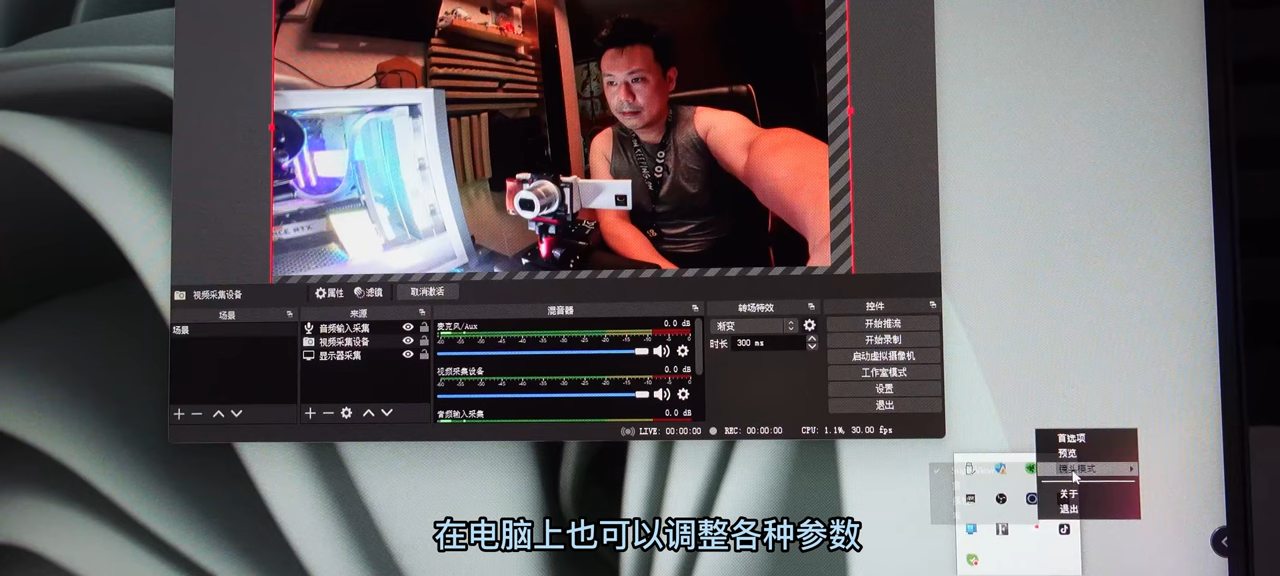 视频采集设备
属性
滤镜
取消激活
场景
来源
混音器
转场特效
控件
场景
音频输入采集
视频采集设备
显示器采集
麦克风/Aux
0.0 dB
视频采集设备
0.0 dB
音频输入采集
0.0 dB
渐变
时长 300 ms
开始推流
开始录制
启动虚拟摄像机
工作室模式
设置
退出
LIVE: 00:00:00
REC: 00:00:00
CPU: 1.1%, 30.00 fps
首选项
预览
镜头模式
关于
退出
在电脑上也可以调整各种参数